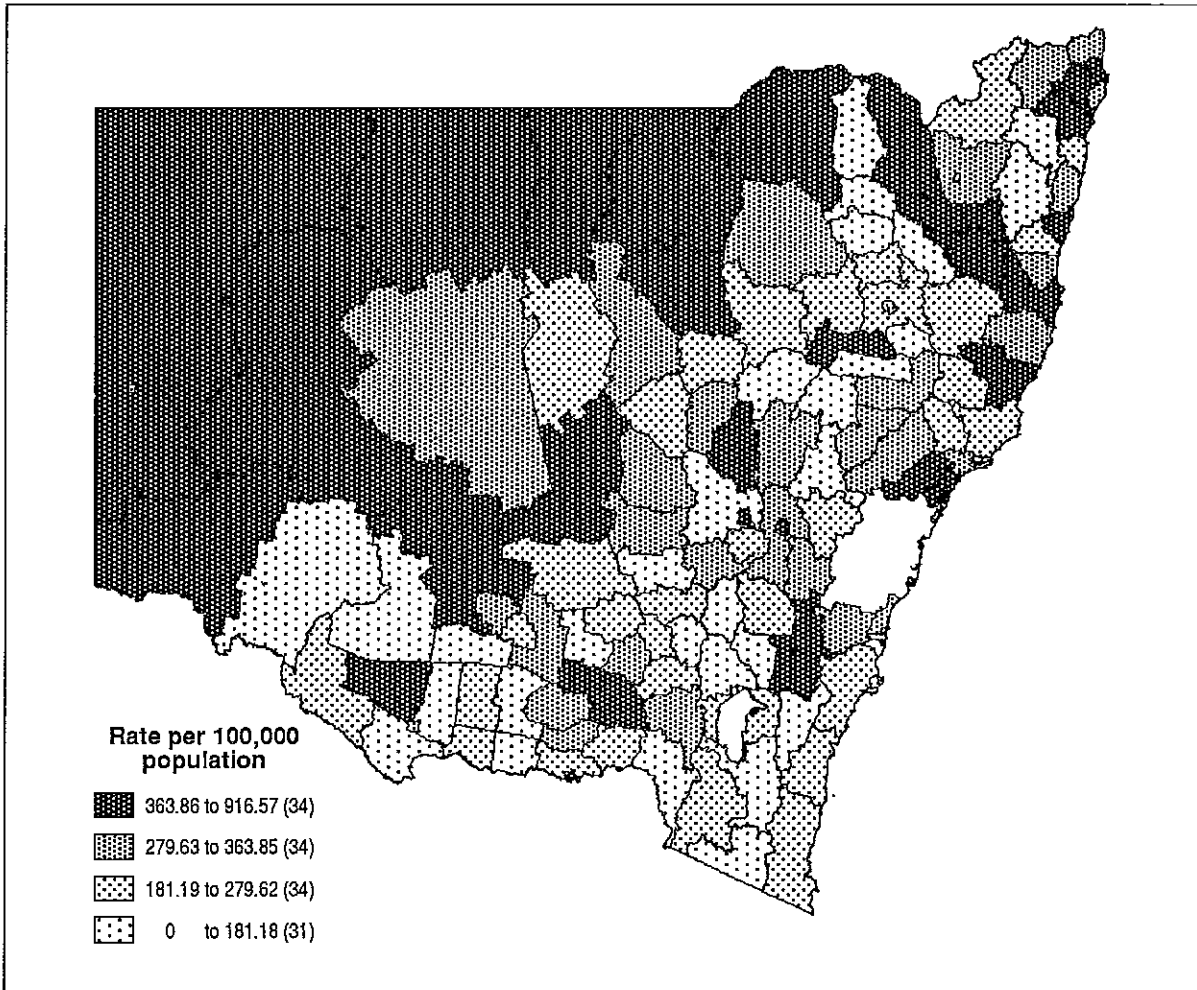 Rate per 100,000
population
363.86 to 916.57 (34)
279.63 to 363.85 (34)
181.19 to 279.62 (34)
0 to 181.18 (31)